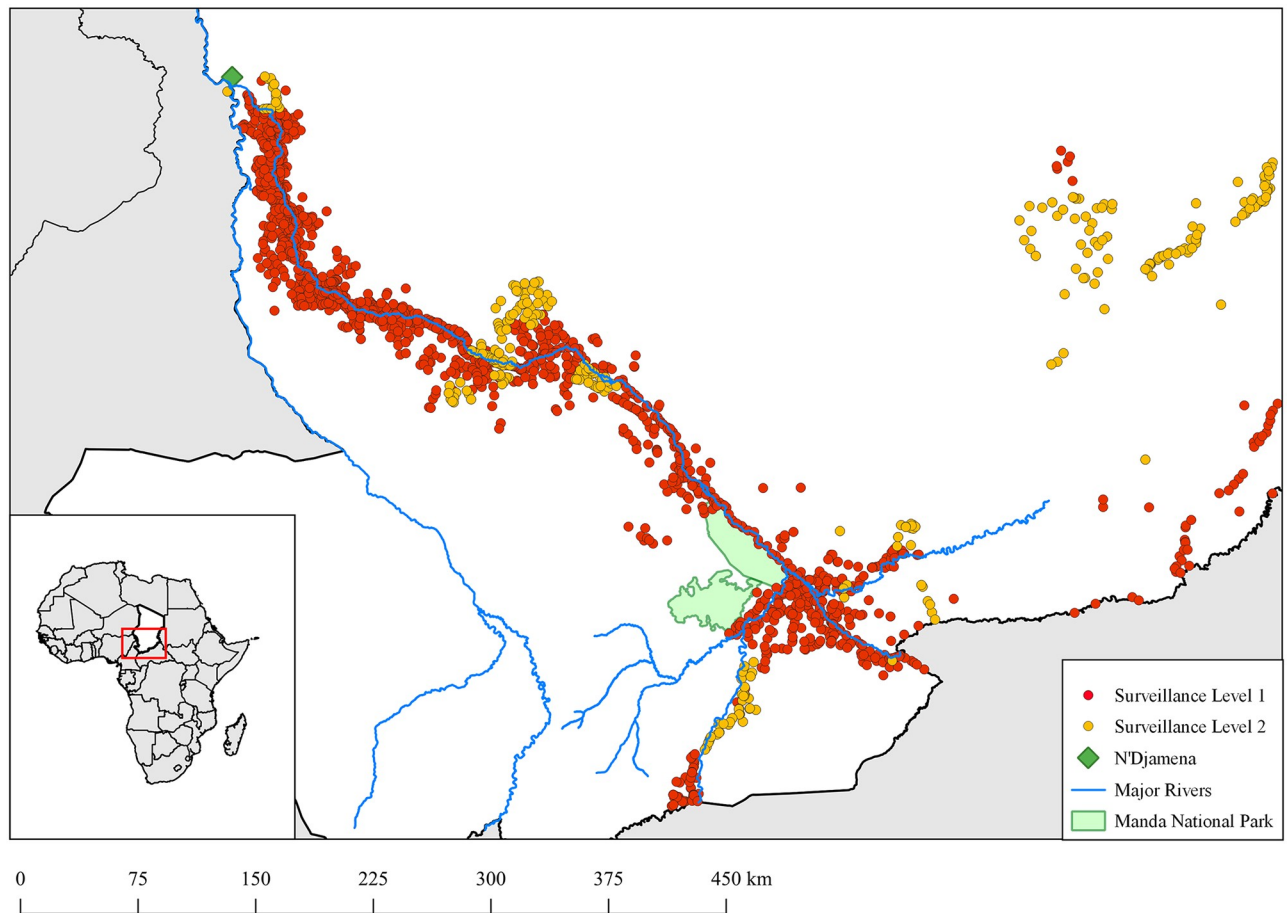 Surveillance Level 1
Surveillance Level 2
N'Djamena
Major Rivers
Manda National Park
0 75 150 225 300 375 450 km